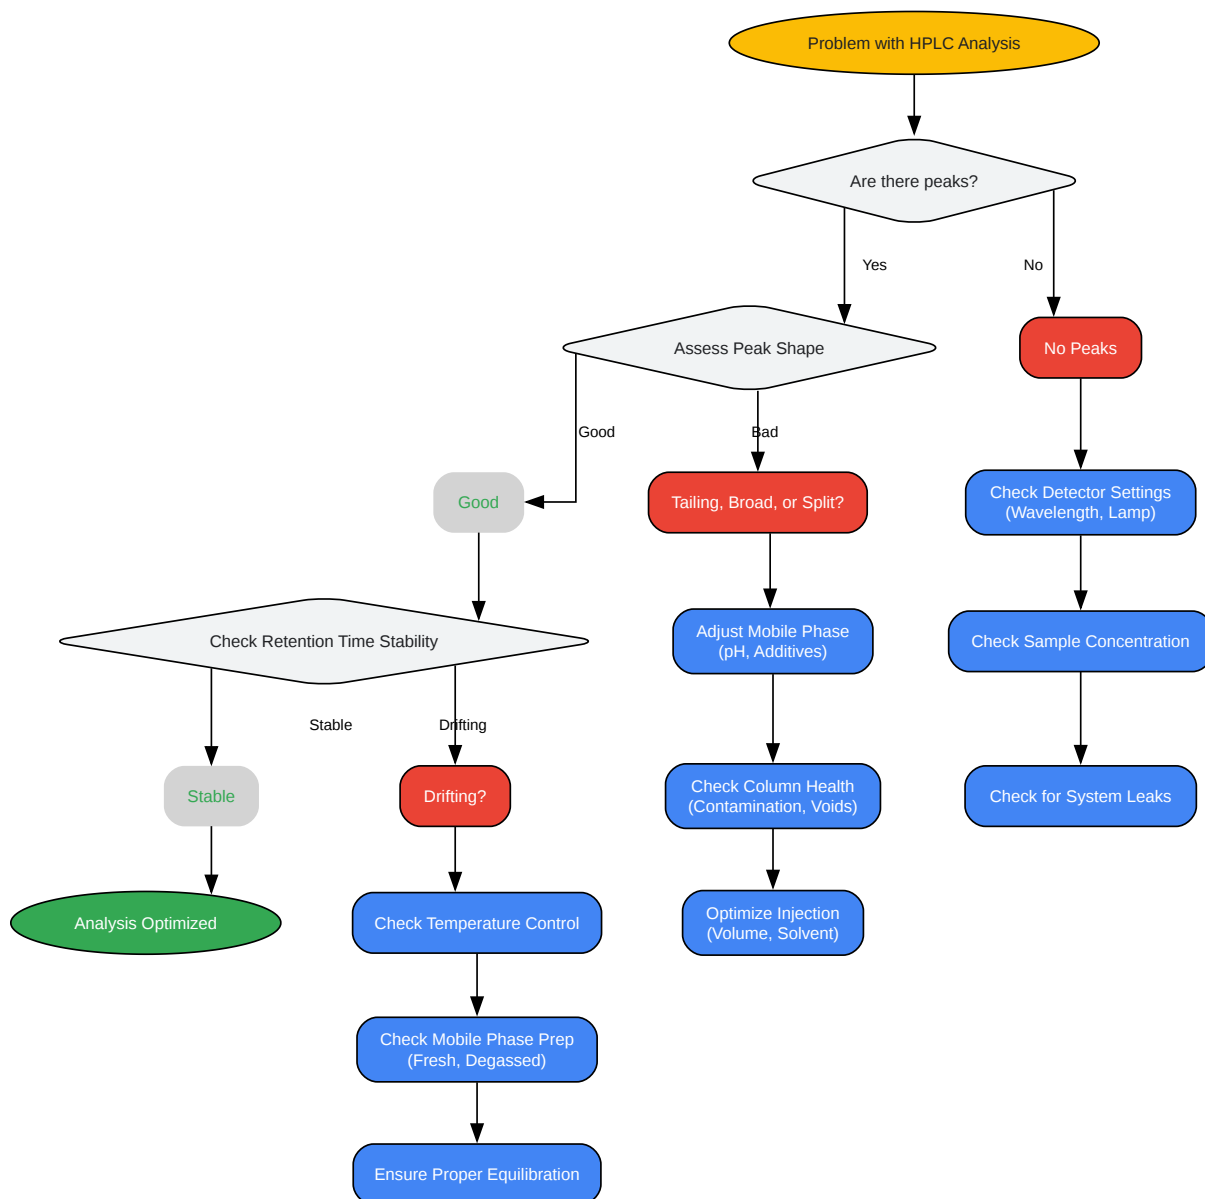 Problem with HPLC Analysis
Are there peaks?
Yes
No
Assess Peak Shape
No Peaks
Good
Bad
Good
Tailing, Broad, or Split?
Check Detector Settings
(Wavelength, Lamp)
Check Retention Time Stability
Adjust Mobile Phase
(pH, Additives)
Check Sample Concentration
Stable
Drifting
Stable
Drifting?
Check Column Health
(Contamination, Voids)
Check for System Leaks
Analysis Optimized
Check Temperature Control
Optimize Injection
(Volume, Solvent)
Check Mobile Phase Prep
(Fresh, Degassed)
Ensure Proper Equilibration